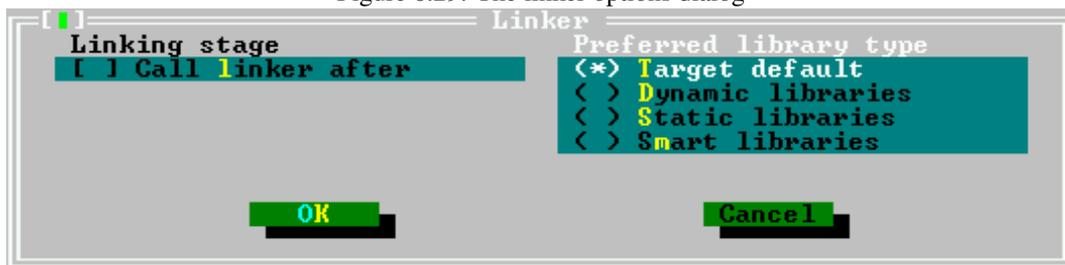 Figure 6.29: The linker options dialog
[ ] Linker
Linking stage
[ ] Call linker after
Preferred library type
(*) Target default
( ) Dynamic libraries
( ) Static libraries
( ) Smart libraries
OK
Cancel